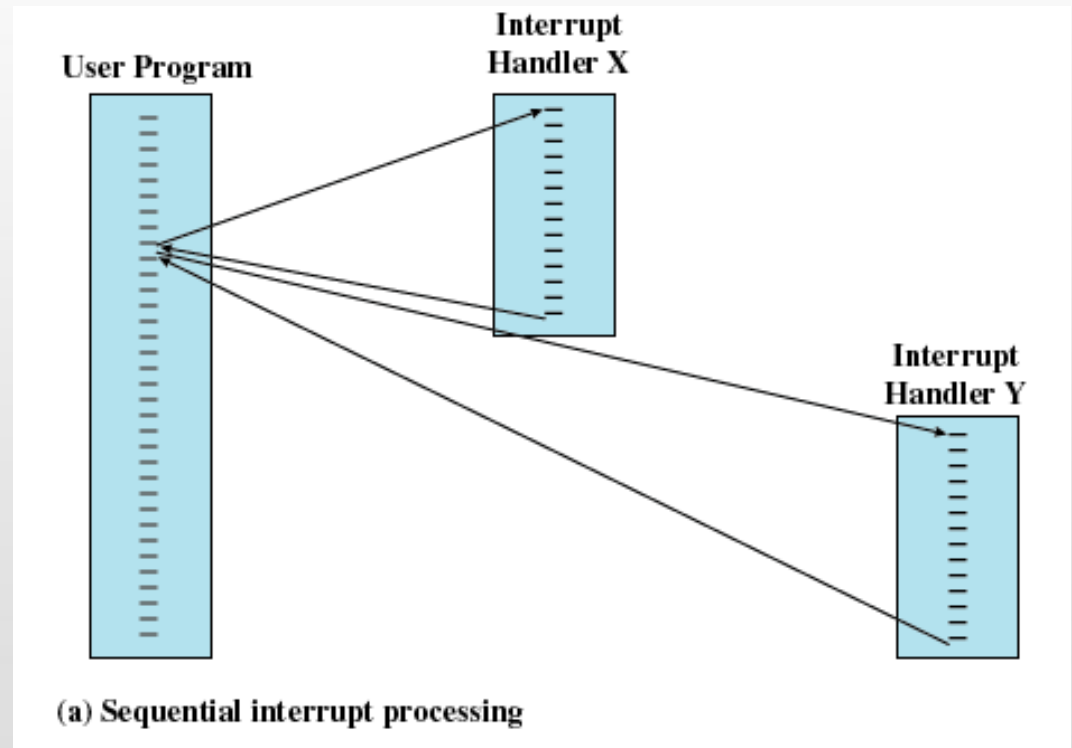 User Program
Interrupt
Handler X
Interrupt
Handler Y
(a) Sequential interrupt processing